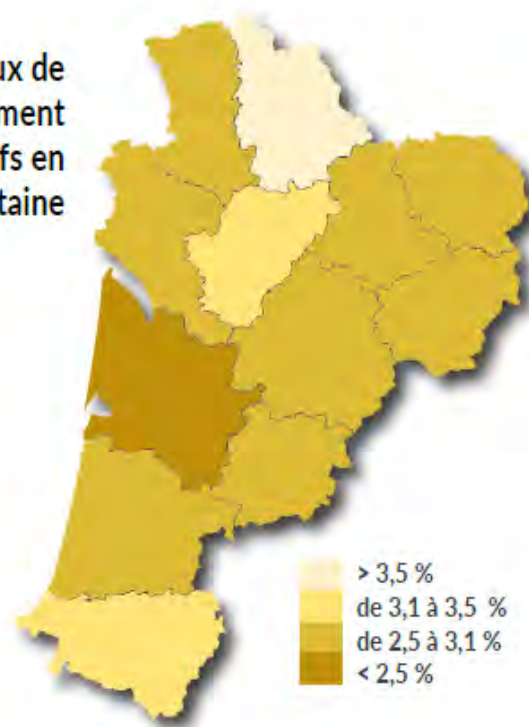 ux de
ment
fs en
taine
> 3,5 %
de 3,1 à 3,5 %
de 2,5 à 3,1 %
< 2,5 %